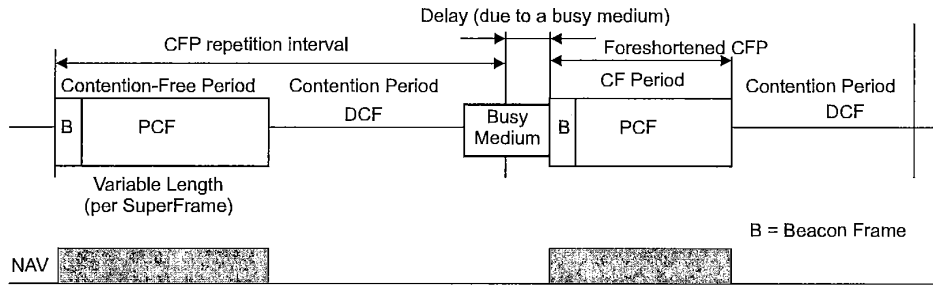 Delay (due to a busy medium)
CFP repetition interval
Foreshortened CFP
Contention-Free Period
Contention Period
CF Period
Contention Period
DCF
DCF
B
PCF
Busy
Medium
B
PCF
Variable Length
(per SuperFrame)
B = Beacon Frame
NAV